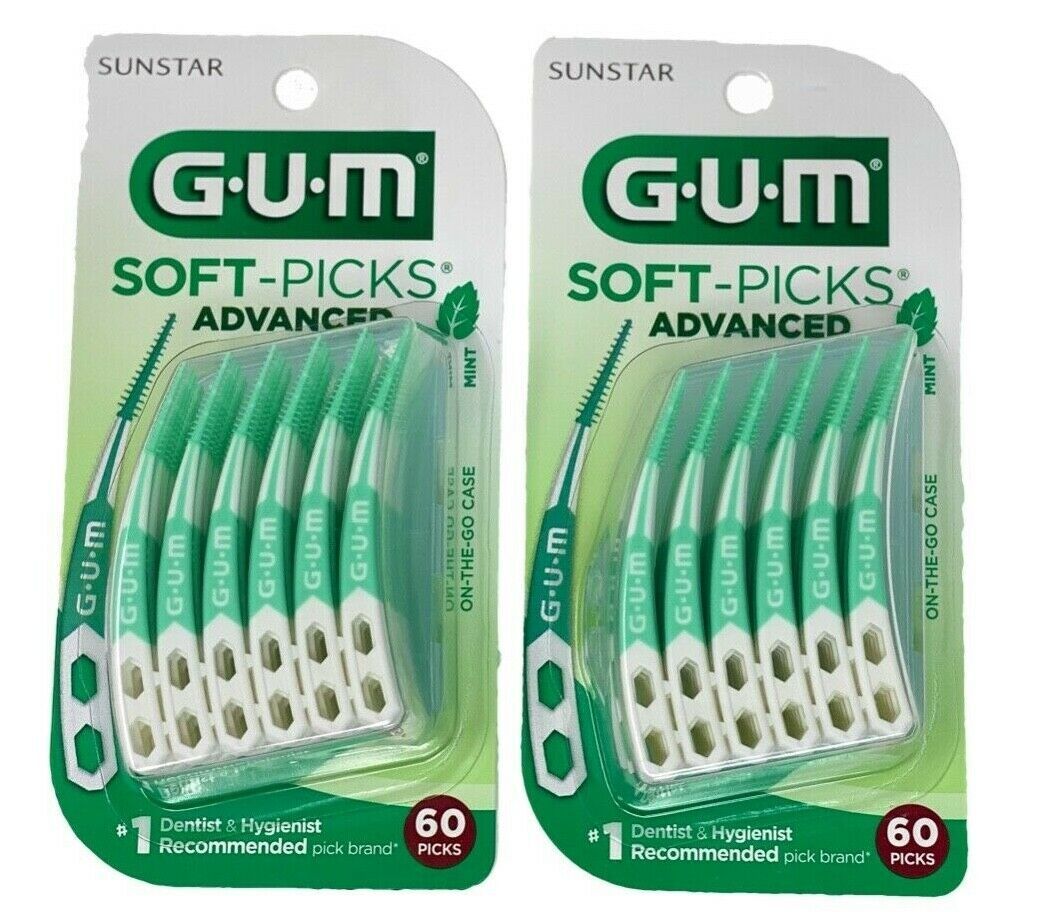 SUNSTAR
G·U·M®
SOFT-PICKS®
ADVANCED
MINT
ON-THE-GO CASE
G·U·M
G·U·M
G·U·M
G·U·M
G·U·M
G·U·M
G·U·M
#1 Dentist & Hygienist
Recommended pick brand*
60
PICKS
SUNSTAR
G·U·M®
SOFT-PICKS®
ADVANCED
MINT
ON-THE-GO CASE
G·U·M
G·U·M
G·U·M
G·U·M
G·U·M
G·U·M
G·U·M
#1 Dentist & Hygienist
Recommended pick brand*
60
PICKS